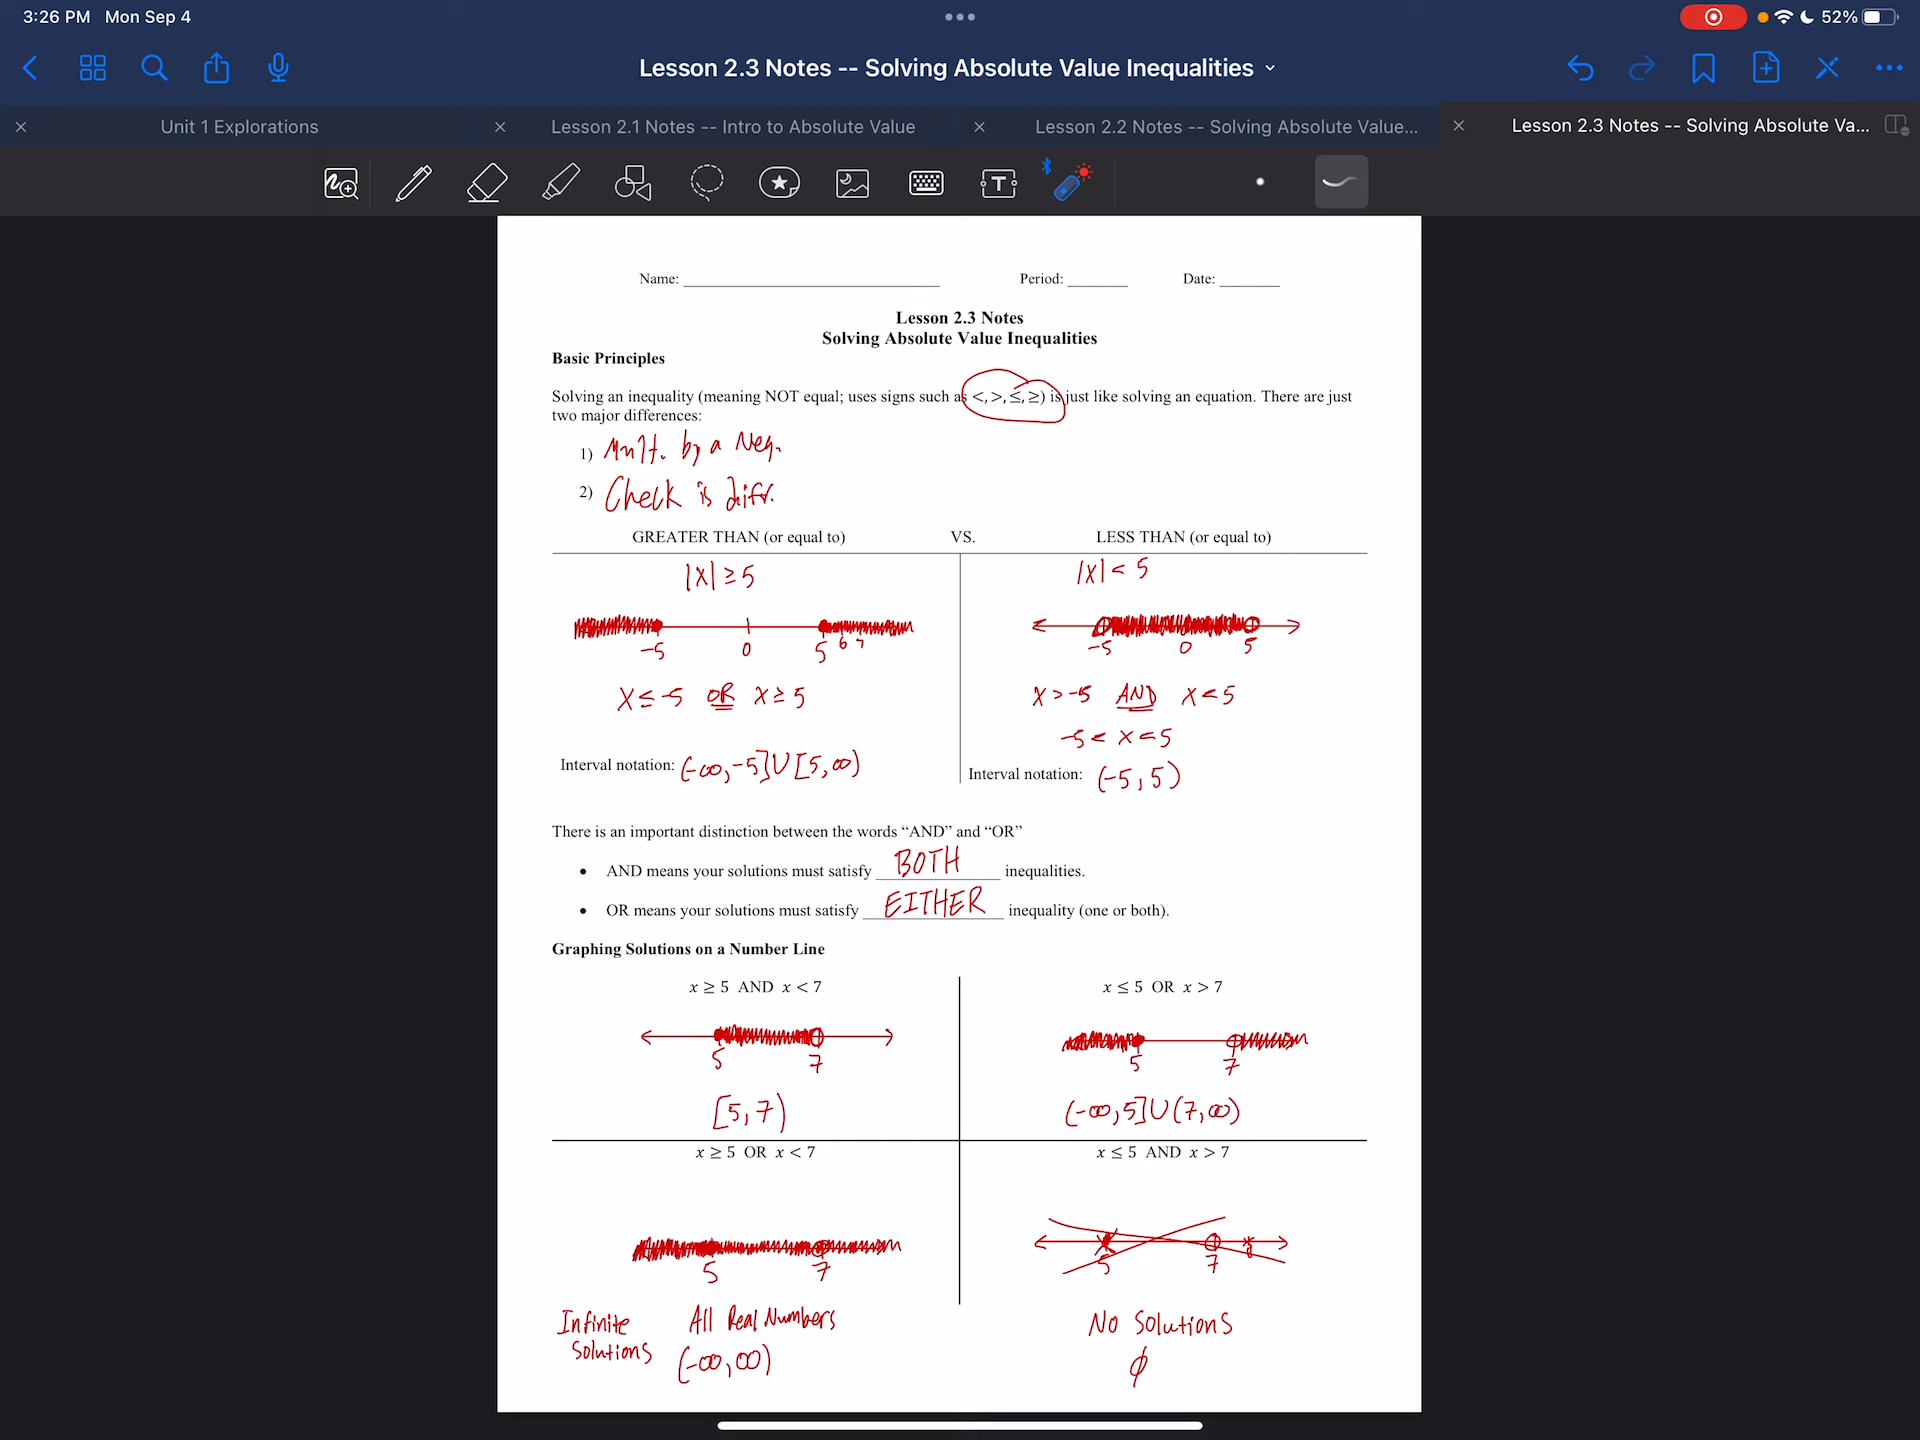 3:26 PM Mon Sep 4
52%
Lesson 2.3 Notes -- Solving Absolute Value Inequalities
Unit 1 Explorations
Lesson 2.1 Notes -- Intro to Absolute Value
Lesson 2.2 Notes -- Solving Absolute Value...
Lesson 2.3 Notes -- Solving Absolute Va...
Name: Period: Date:
Lesson 2.3 Notes
Solving Absolute Value Inequalities
Basic Principles
Solving an inequality (meaning NOT equal; uses signs such as <, >, ≤, ≥) is just like solving an equation. There are just
two major differences:
1) Mult. by a Neg.
2) Check is diff.
GREATER THAN (or equal to) VS. LESS THAN (or equal to)
|x| ≥ 5
|x| < 5
-5 0 5 6 7
-5 0 5
x ≤ -5 OR x ≥ 5
x > -5 AND x < 5
-5 < x < 5
Interval notation: (-∞, -5] ∪ [5, ∞)
Interval notation: (-5, 5)
There is an important distinction between the words “AND” and “OR”
• AND means your solutions must satisfy BOTH inequalities.
• OR means your solutions must satisfy EITHER inequality (one or both).
Graphing Solutions on a Number Line
x ≥ 5 AND x < 7
x ≤ 5 OR x > 7
5 7
5 7
[5, 7)
(-∞, 5] ∪ (7, ∞)
x ≥ 5 OR x < 7
x ≤ 5 AND x > 7
5 7
5 7 8
Infinite
Solutions
All Real Numbers
(-∞, ∞)
No Solutions
∅